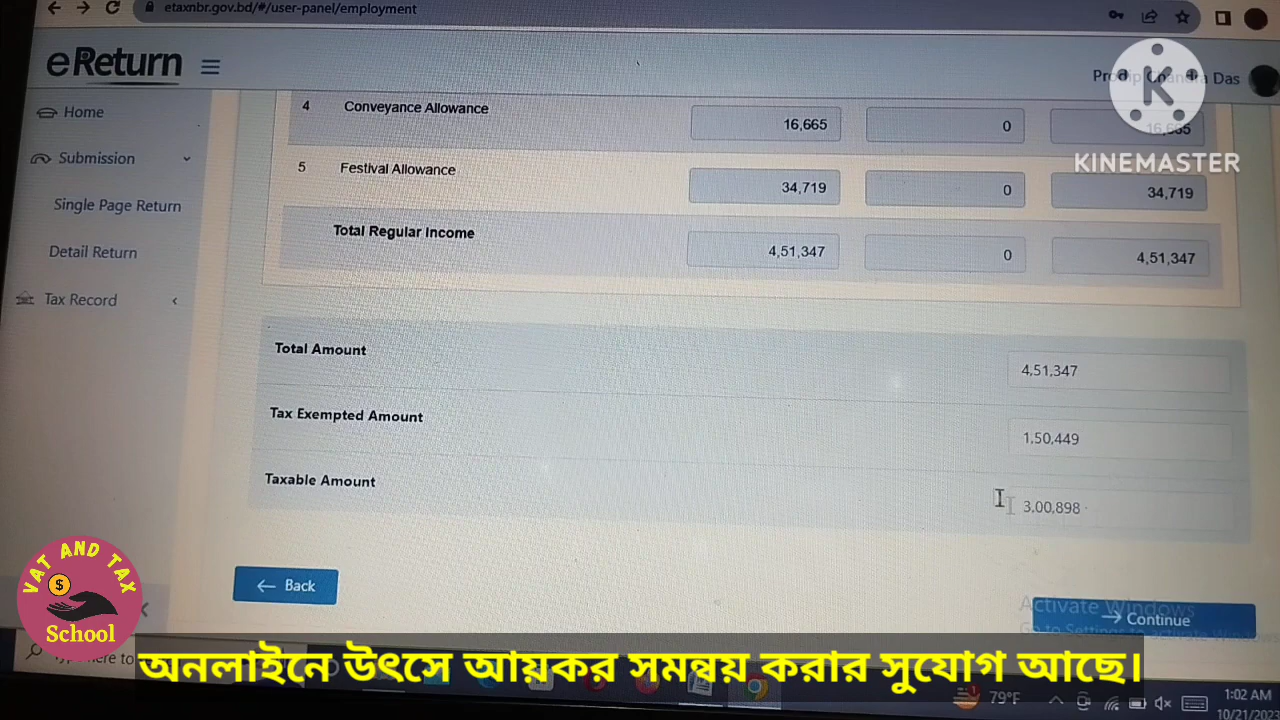 etaxnbr.gov.bd/#/user-panel/employment
eReturn
Das
KINEMASTER
Home
Submission
Single Page Return
Detail Return
Tax Record
4 Conveyance Allowance 16,665 0 16,665
5 Festival Allowance 34,719 0 34,719
Total Regular Income 4,51,347 0 4,51,347
Total Amount 4,51,347
Tax Exempted Amount 1,50,449
Taxable Amount 3,00,898
← Back
Activate Windows
→ Continue
VAT AND TAX
$
School
অনলাইনে উৎসে আয়কর সমন্বয় করার সুযোগ আছে।
79°F
1:02 AM